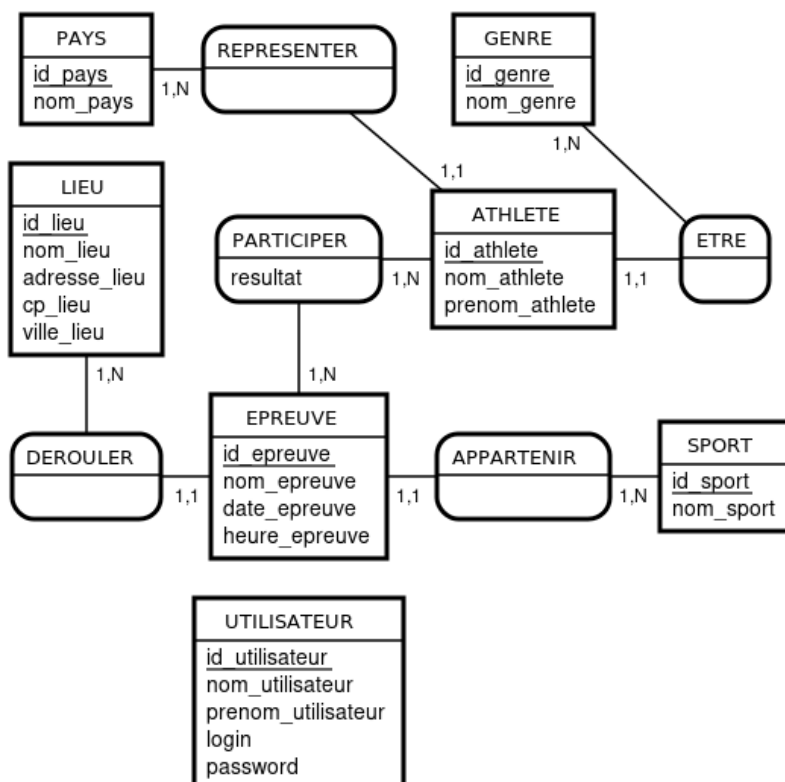 PAYS
id_pays
nom_pays
1,N
REPRESENTER
GENRE
id_genre
nom_genre
1,N
1,1
LIEU
id_lieu
nom_lieu
adresse_lieu
cp_lieu
ville_lieu
1,N
PARTICIPER
resultat
1,N
ATHLETE
id_athlete
nom_athlete
prenom_athlete
1,1
ETRE
1,N
DEROULER
1,1
EPREUVE
id_epreuve
nom_epreuve
date_epreuve
heure_epreuve
1,1
APPARTENIR
1,N
SPORT
id_sport
nom_sport
UTILISATEUR
id_utilisateur
nom_utilisateur
prenom_utilisateur
login
password